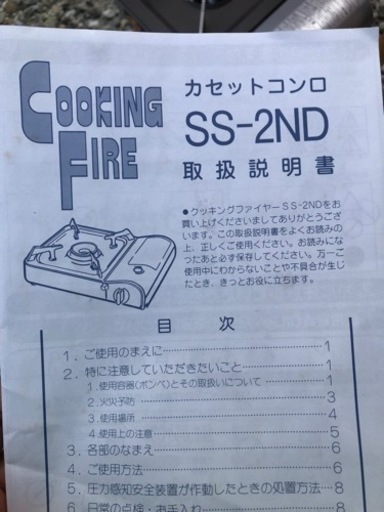 COOKING
FIRE
カセットコンロ
SS-2ND
取扱説明書
●クッキングファイヤーSS-2NDをお
買い上げくださいましてありがとうござ
います。この取扱説明書をよくお読みの
上、正しくご使用ください。お読みにな
ったあと必ず保存してください。万一ご
使用中にわからないことや不具合が生じ
たとき、きっとお役に立ちます。
目 次
1. ご使用のまえに……1
2. 特に注意していただきたいこと……1
1.使用容器(ボンベ)とその取扱いについて……1
2.火災予防……3
3.使用場所……4
4.使用上の注意……5
3. 各部のなまえ……6
4. ご使用方法……6
5. 圧力感知安全装置が作動したときの処置方法…8
6. 日常の点検・お手入れ……8